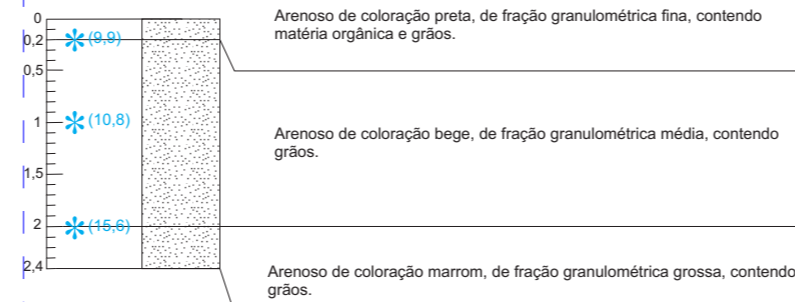 0
Arenoso de coloração preta, de fração granulométrica fina, contendo
matéria orgânica e grãos.
0,2
(9,9)
0,5
1
(10,8)
Arenoso de coloração bege, de fração granulométrica média, contendo
grãos.
1,5
2
(15,6)
2,4
Arenoso de coloração marrom, de fração granulométrica grossa, contendo
grãos.